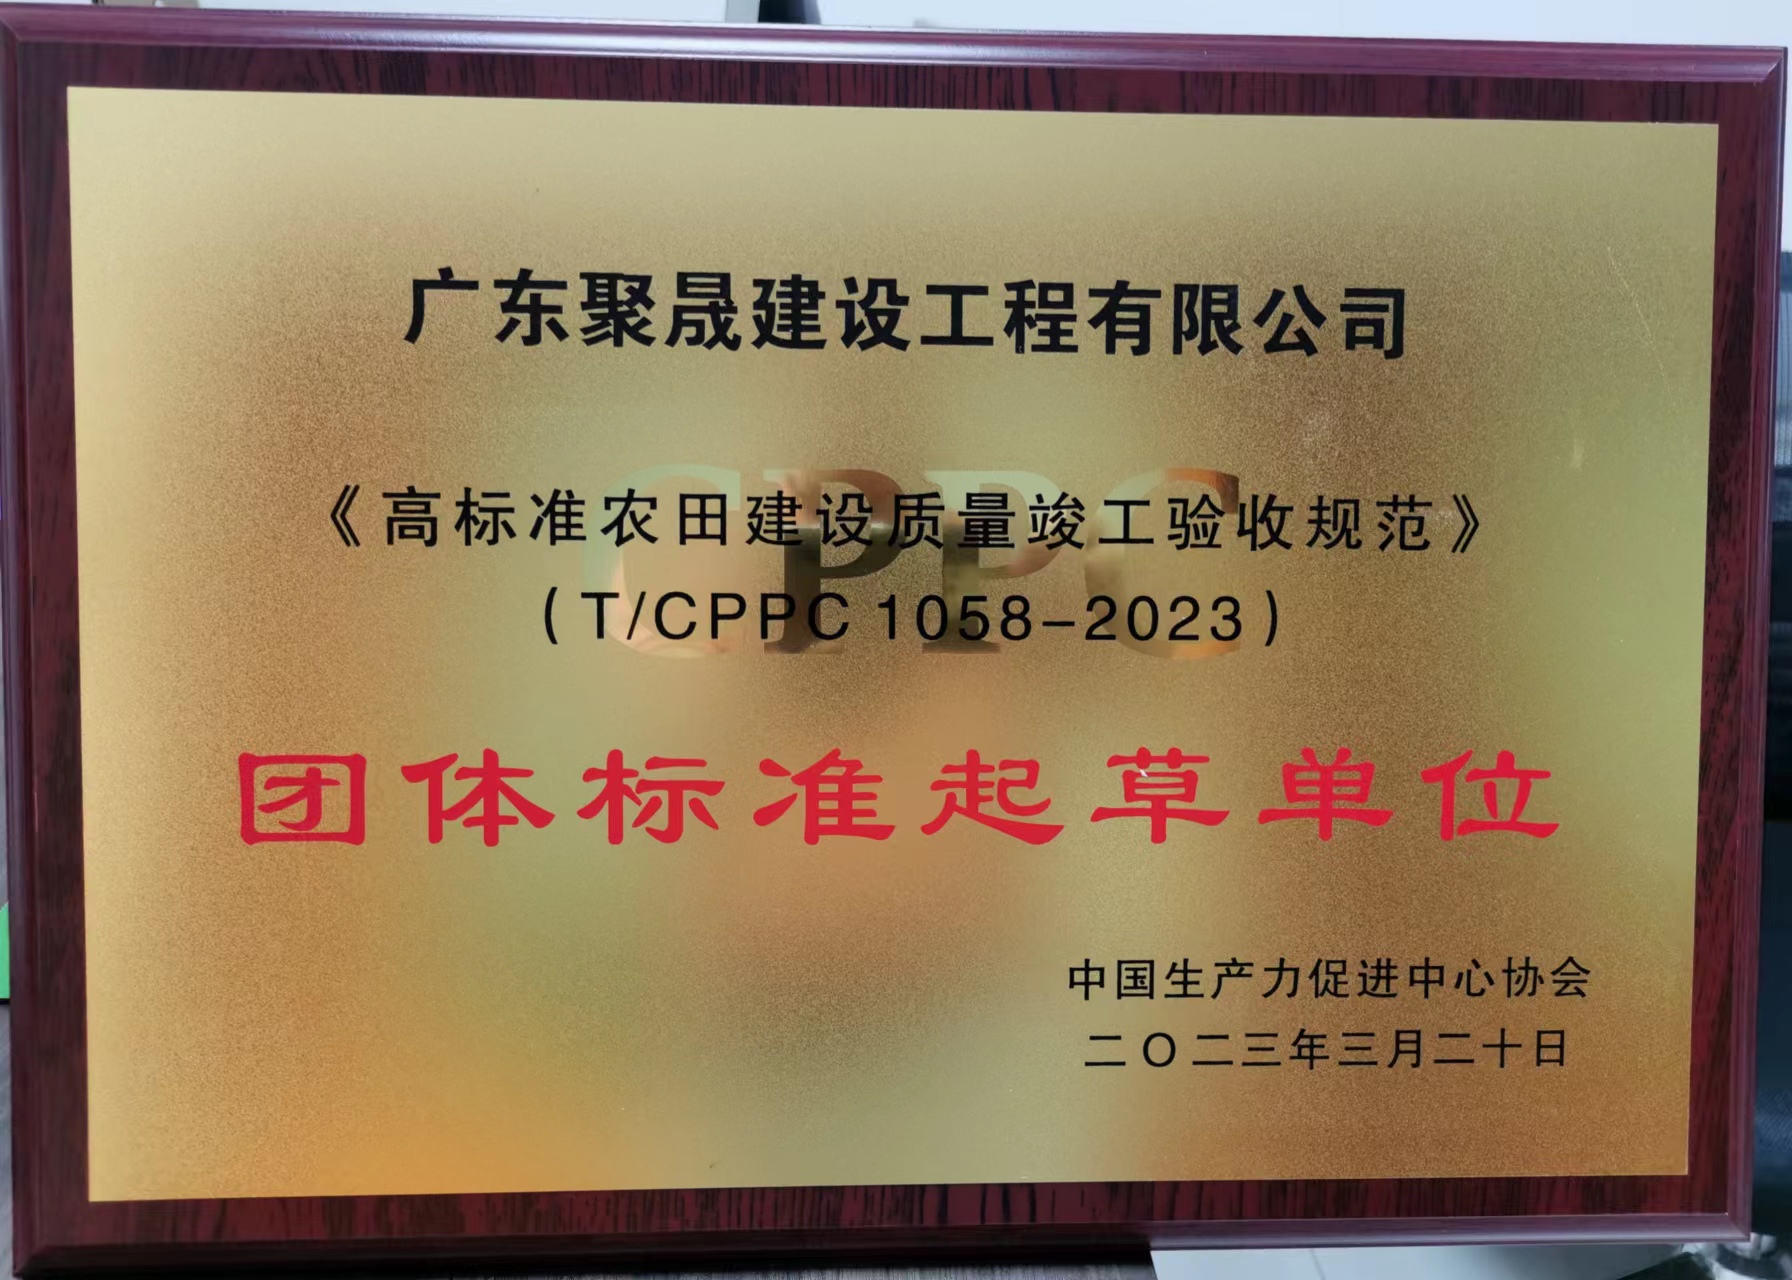 广东聚晟建设工程有限公司
CPPC
《高标准农田建设质量竣工验收规范》
(T/CPPC 1058-2023)
团体标准起草单位
中国生产力促进中心协会
二〇二三年三月二十日